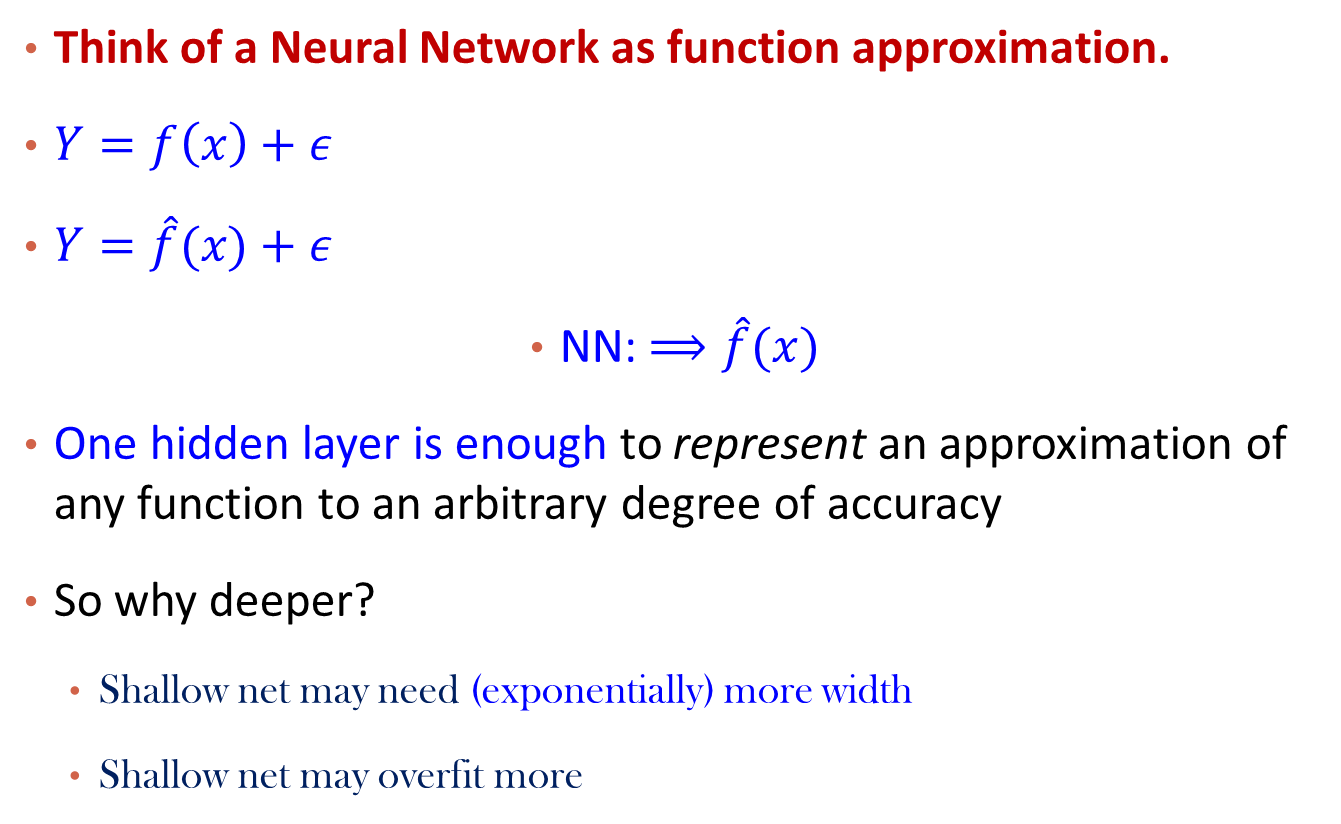 • Think of a Neural Network as function approximation.
• Y = f(x) + ϵ
• Y = f̂(x) + ϵ
• NN: ⟹ f̂(x)
• One hidden layer is enough to represent an approximation of
any function to an arbitrary degree of accuracy
• So why deeper?
• Shallow net may need (exponentially) more width
• Shallow net may overfit more